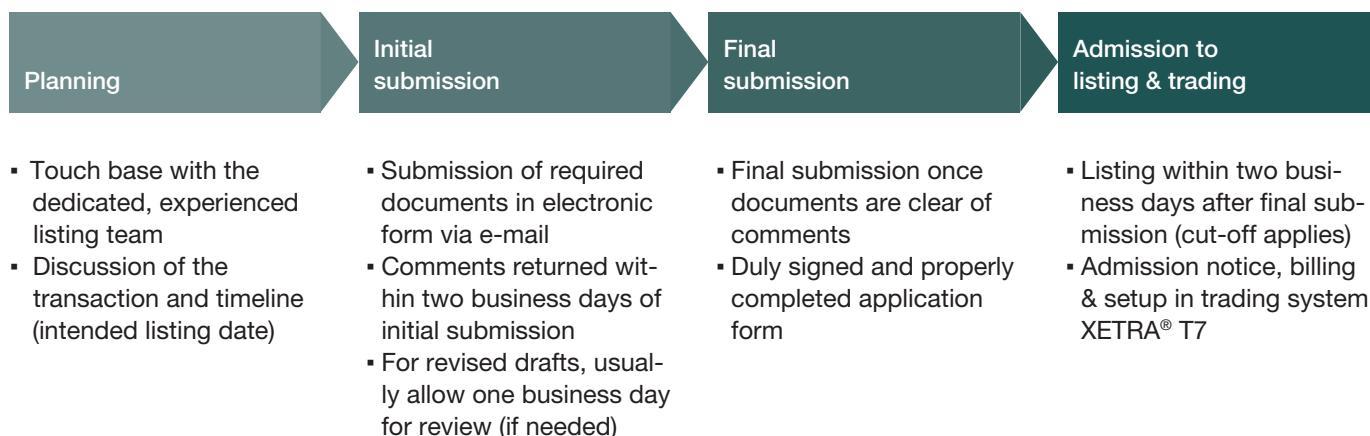 Planning
Initial
submission
Final
submission
Admission to
listing & trading
▪ Touch base with the
dedicated, experienced
listing team
▪ Discussion of the
transaction and timeline
(intended listing date)
▪ Submission of required
documents in electronic
form via e-mail
▪ Comments returned wit-
hin two business days of
initial submission
▪ For revised drafts, usual-
ly allow one business day
for review (if needed)
▪ Final submission once
documents are clear of
comments
▪ Duly signed and properly
completed application
form
▪ Listing within two busi-
ness days after final sub-
mission (cut-off applies)
▪ Admission notice, billing
& setup in trading system
XETRA® T7